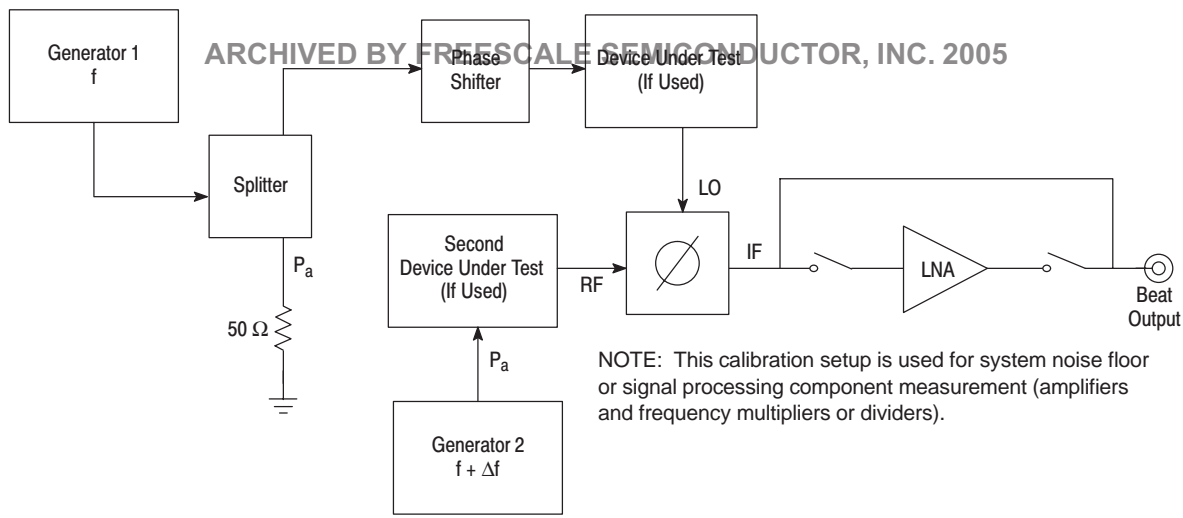 ARCHIVED BY FREESCALE SEMICONDUCTOR, INC. 2005
Generator 1
f
Phase
Shifter
Device Under Test
(If Used)
Splitter
LO
Second
Device Under Test
(If Used)
RF
IF
LNA
Beat
Output
Pa
50 Ω
Pa
NOTE: This calibration setup is used for system noise floor
or signal processing component measurement (amplifiers
and frequency multipliers or dividers).
Generator 2
f + Δf